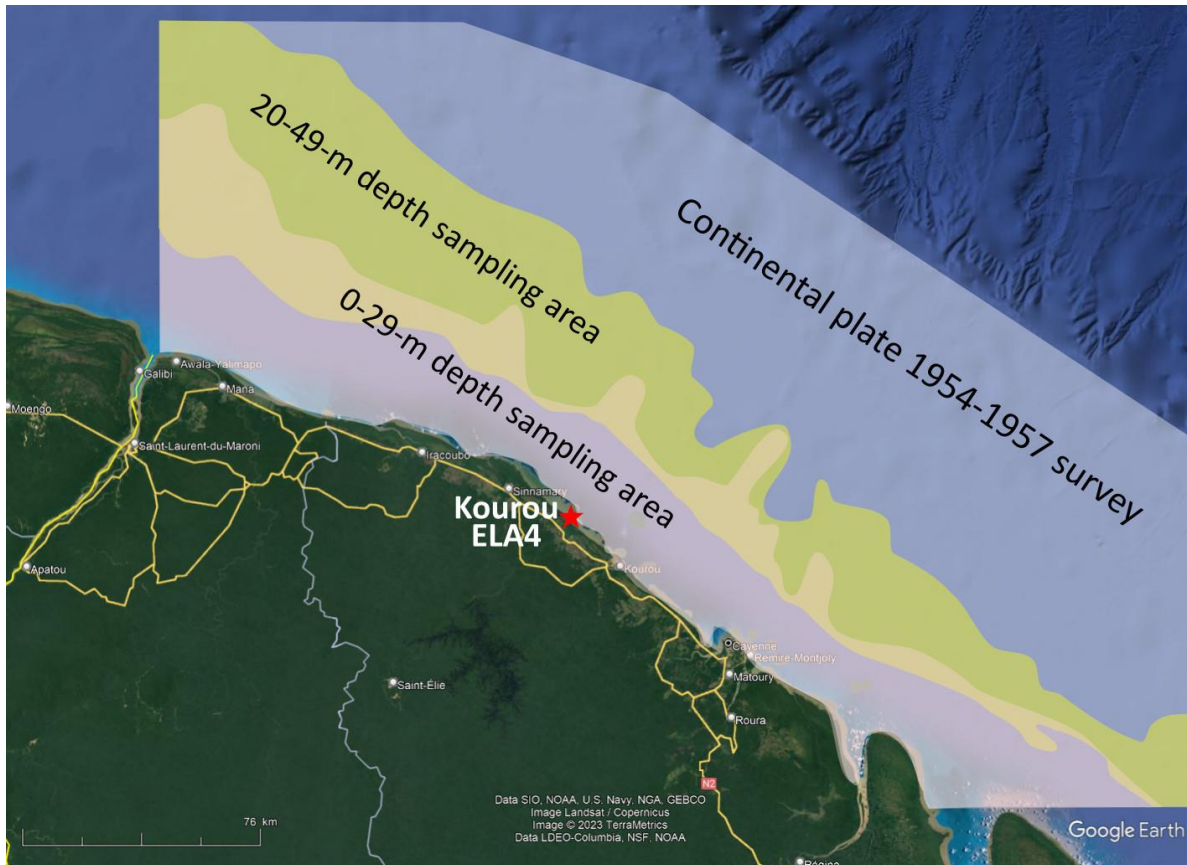 20-49-m depth sampling area
Continental plate 1954-1957 survey
0-29-m depth sampling area
Galibi
Awala-Yalimapo
Mana
Moengo
Saint-Laurent-du-Maroni
Iracoubo
Sinnamary
Kourou
ELA4
Kourou
Apatou
Cayenne
Rémire-Montjoly
Matoury
Saint-Élie
Roura
N2
Data SIO, NOAA, U.S. Navy, NGA, GEBCO
Image Landsat / Copernicus
Image © 2023 TerraMetrics
Data LDEO-Columbia, NSF, NOAA
76 km
Google Earth